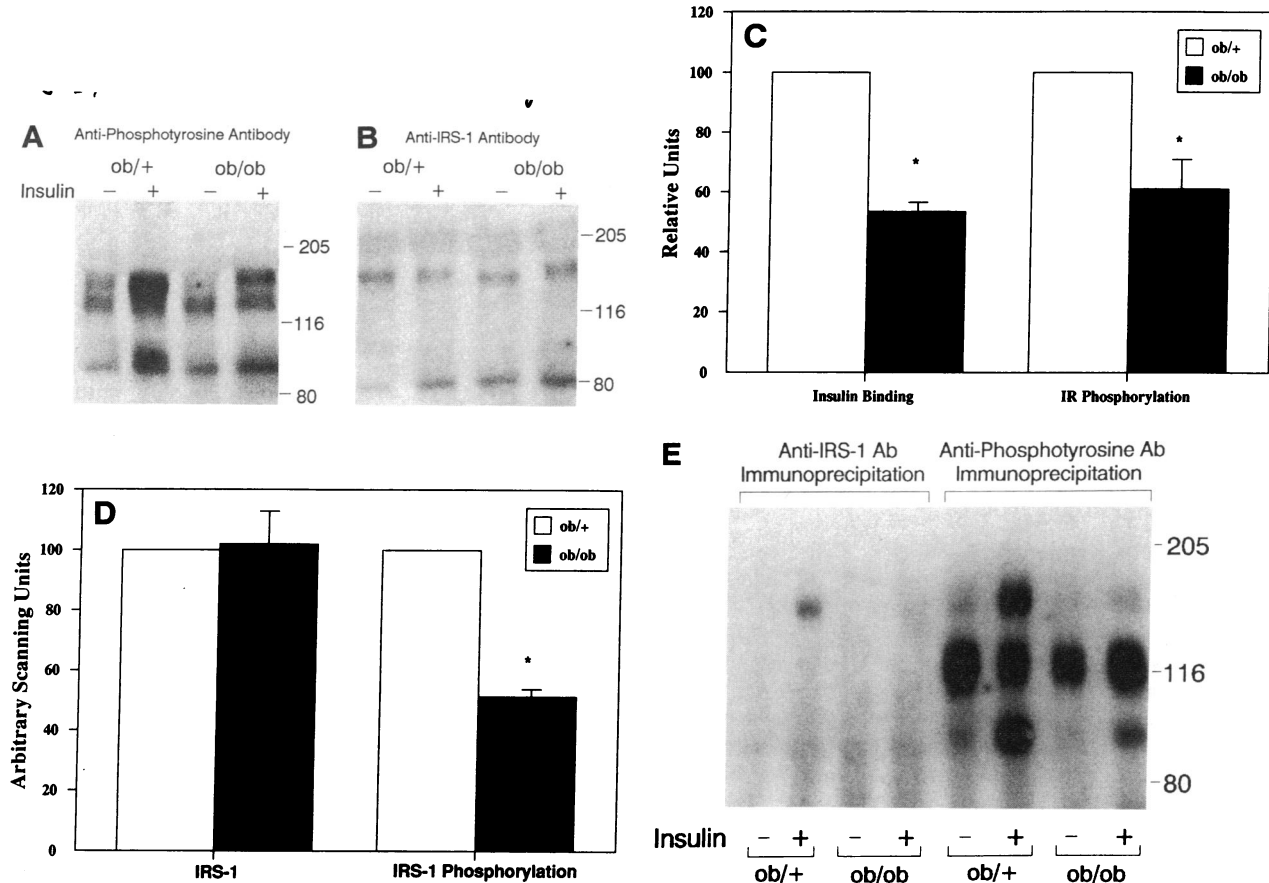 A Anti-Phosphotyrosine Antibody
ob/+ ob/ob
Insulin − + − +
−205
−116
−80
B Anti-IRS-1 Antibody
ob/+ ob/ob
− + − +
−205
−116
−80
C
ob/+
ob/ob
Relative Units
120
100
80
60
40
20
0
*
*
Insulin Binding IR Phosphorylation
D
ob/+
ob/ob
Arbitrary Scanning Units
120
100
80
60
40
20
0
*
IRS-1 IRS-1 Phosphorylation
E
Anti-IRS-1 Ab
Immunoprecipitation
Anti-Phosphotyrosine Ab
Immunoprecipitation
−205
−116
−80
Insulin − + − + − + − +
ob/+ ob/ob ob/+ ob/ob